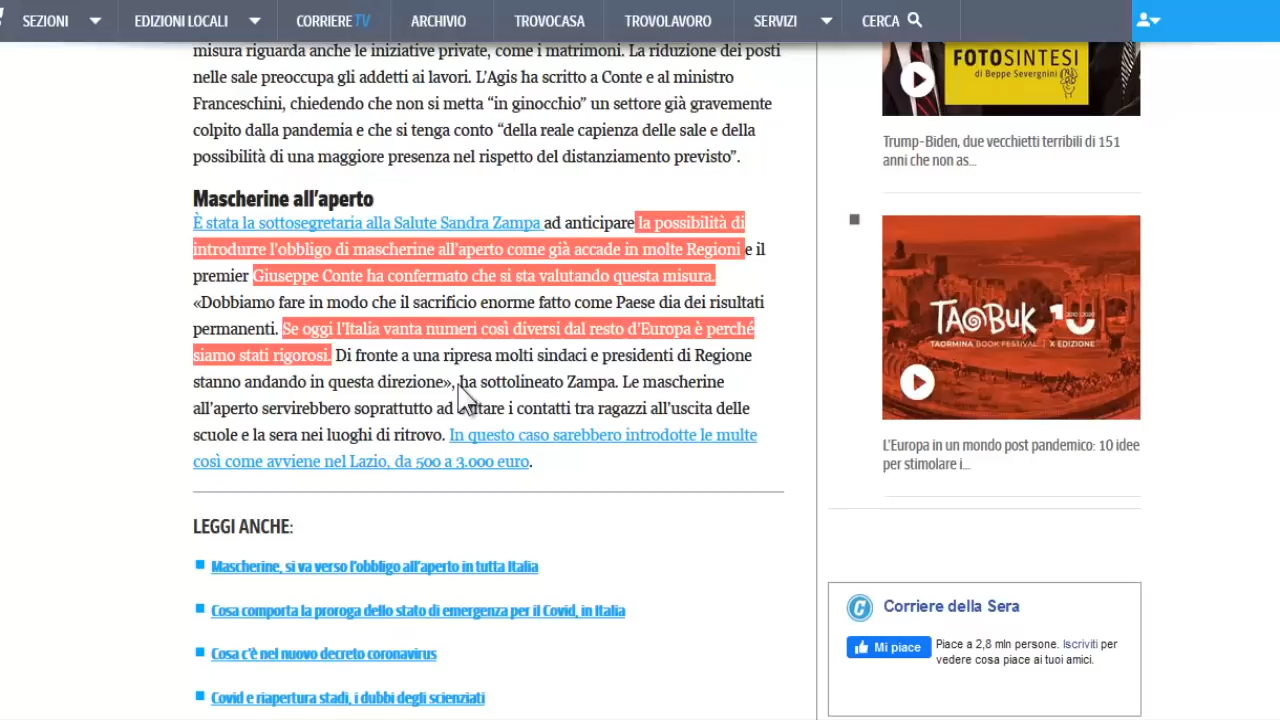 SEZIONI
EDIZIONI LOCALI
CORRIERETV
ARCHIVIO
TROVOCASA
TROVOLAVORO
SERVIZI
CERCA
misura riguarda anche le iniziative private, come i matrimoni. La riduzione dei posti
nelle sale preoccupa gli addetti ai lavori. L'Agis ha scritto a Conte e al ministro
Franceschini, chiedendo che non si metta “in ginocchio” un settore già gravemente
colpito dalla pandemia e che si tenga conto “della reale capienza delle sale e della
possibilità di una maggiore presenza nel rispetto del distanziamento previsto”.
Mascherine all'aperto
È stata la sottosegretaria alla Salute Sandra Zampa ad anticipare la possibilità di
introdurre l'obbligo di mascherine all'aperto come già accade in molte Regioni e il
premier Giuseppe Conte ha confermato che si sta valutando questa misura.
«Dobbiamo fare in modo che il sacrificio enorme fatto come Paese dia dei risultati
permanenti. Se oggi l'Italia vanta numeri così diversi dal resto d'Europa è perché
siamo stati rigorosi. Di fronte a una ripresa molti sindaci e presidenti di Regione
stanno andando in questa direzione», ha sottolineato Zampa. Le mascherine
all'aperto servirebbero soprattutto ad evitare i contatti tra ragazzi all'uscita delle
scuole e la sera nei luoghi di ritrovo. In questo caso sarebbero introdotte le multe
così come avviene nel Lazio, da 500 a 3.000 euro.
LEGGI ANCHE:
Mascherine, si va verso l'obbligo all'aperto in tutta Italia
Cosa comporta la proroga dello stato di emergenza per il Covid, in Italia
Cosa c'è nel nuovo decreto coronavirus
Covid e riapertura stadi, i dubbi degli scienziati
FOTOSINTESI
di Beppe Severgnini
Trump-Biden, due vecchietti terribili di 151
anni che non as...
TAOBUK 10
TAORMINA BOOK FESTIVAL | X EDIZIONE
L'Europa in un mondo post pandemico: 10 idee
per stimolare i...
Corriere della Sera
Mi piace
Piace a 2,8 mln persone. Iscriviti per
vedere cosa piace ai tuoi amici.